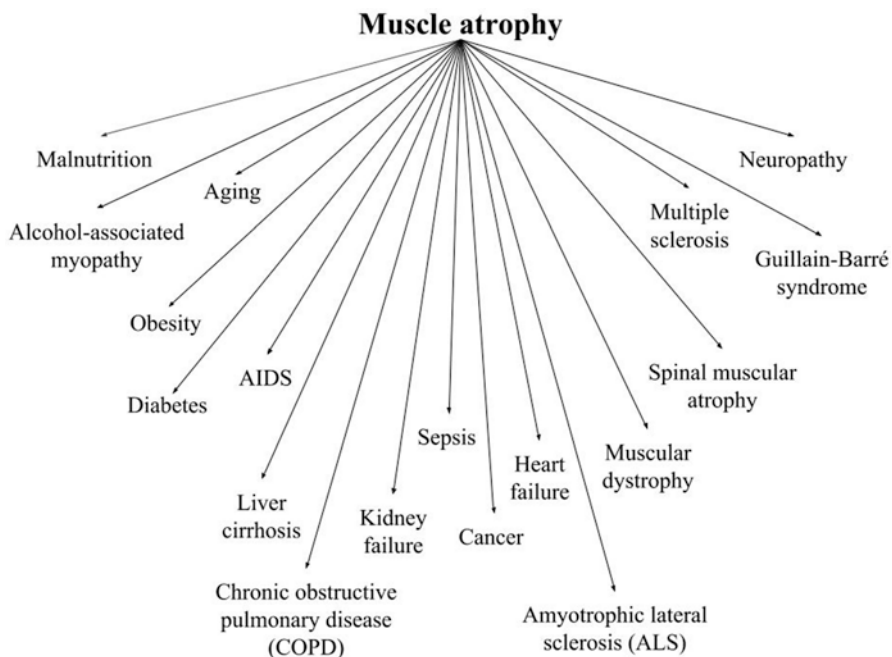 Muscle atrophy
Malnutrition
Neuropathy
Aging
Alcohol-associated
myopathy
Multiple
sclerosis
Guillain-Barré
syndrome
Obesity
AIDS
Diabetes
Spinal muscular
atrophy
Sepsis
Muscular
dystrophy
Heart
failure
Liver
cirrhosis
Kidney
failure
Cancer
Chronic obstructive
pulmonary disease
(COPD)
Amyotrophic lateral
sclerosis (ALS)